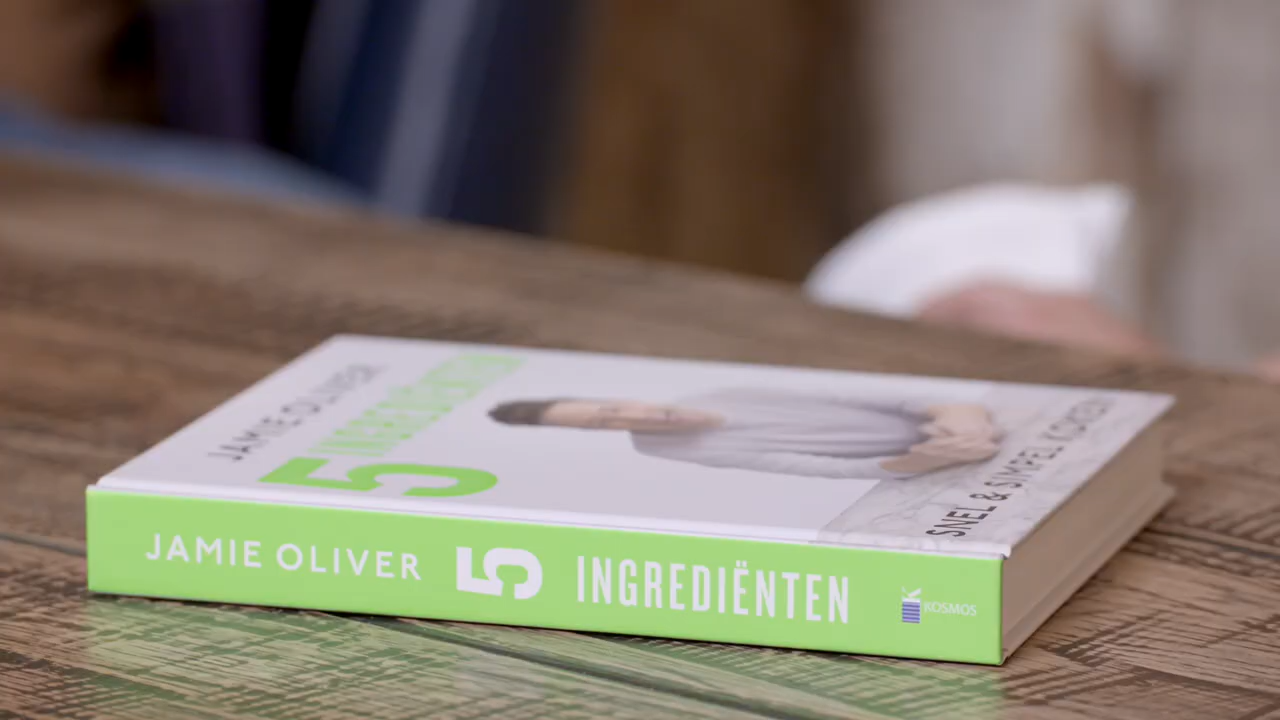 JAMIE OLIVER
5
INGREDIËNTEN
SNEL & SIMPEL KOKEN
JAMIE OLIVER 5 INGREDIËNTEN
K
KOSMOS